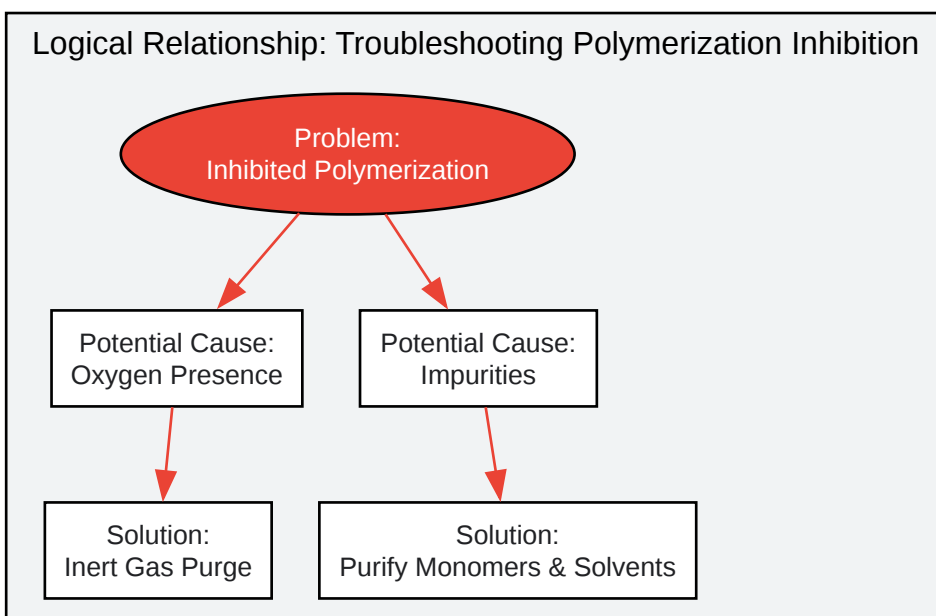 Logical Relationship: Troubleshooting Polymerization Inhibition
Problem:
Inhibited Polymerization
Potential Cause:
Oxygen Presence
Potential Cause:
Impurities
Solution:
Inert Gas Purge
Solution:
Purify Monomers & Solvents